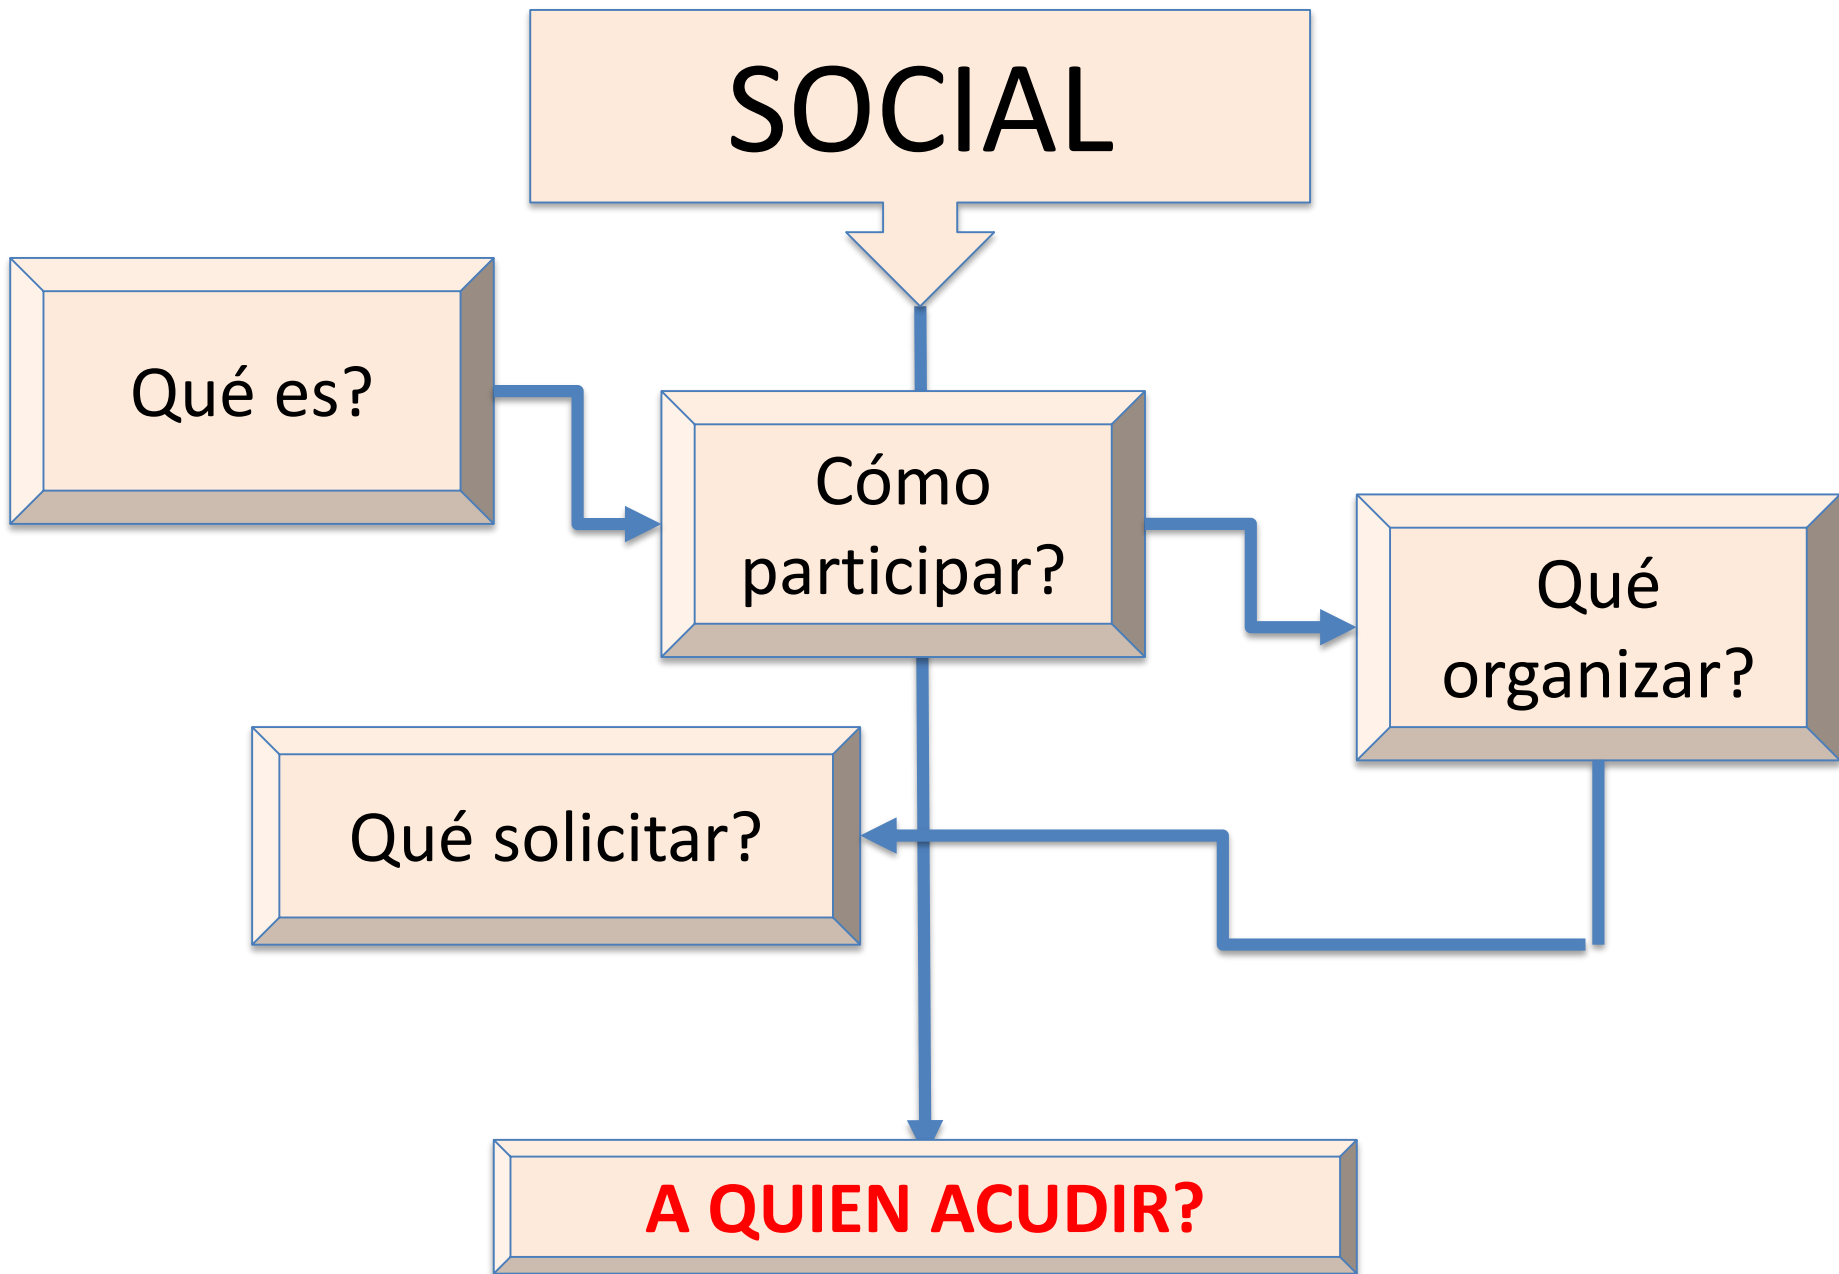 SOCIAL
Qué es?
Cómo
participar?
Qué
organizar?
Qué solicitar?
A QUIEN ACUDIR?